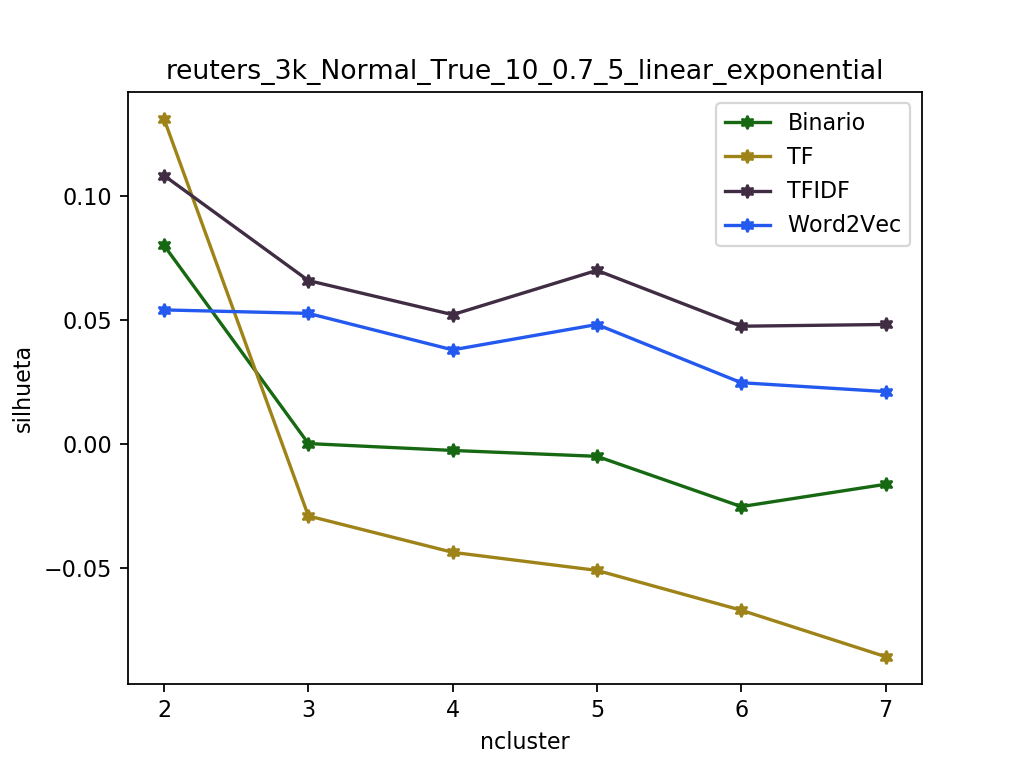 reuters_3k_Normal_True_10_0.7_5_linear_exponential
Binario
TF
TFIDF
Word2Vec
0.10
0.05
0.00
−0.05
silhueta
2 3 4 5 6 7
ncluster